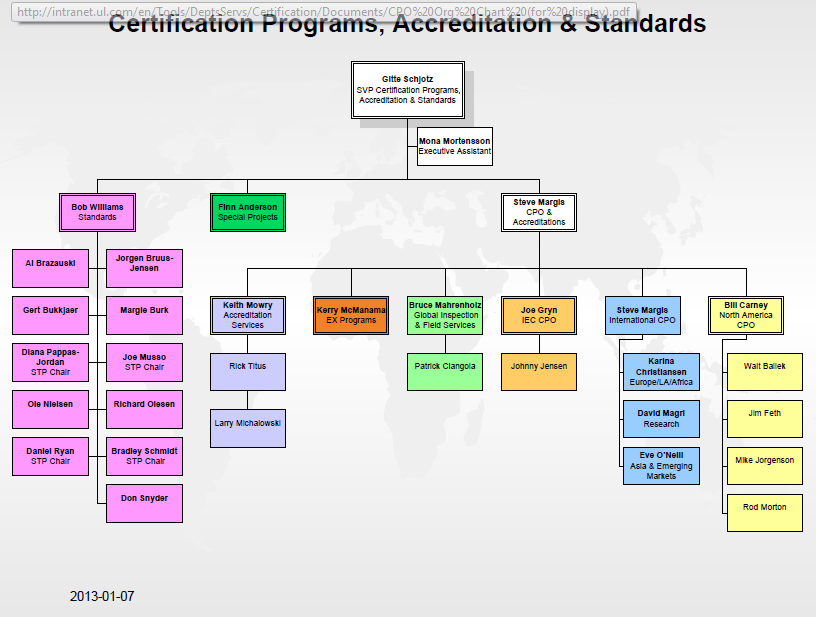 http://intranet.ul.com/en/Tools/DeptsServs/Certification/Documents/CPO%20Org%20Chart%20(for%20display).pdf
Certification Programs, Accreditation & Standards
Gitte Schjotz
SVP Certification Programs,
Accreditation & Standards
Mona Mortensson
Executive Assistant
Bob Williams
Standards
Finn Anderson
Special Projects
Steve Margis
CPO &
Accreditations
Al Brazauski
Jorgen Bruus-
Jensen
Gert Bukkjaer
Margie Burk
Diana Pappas-
Jordan
STP Chair
Joe Musso
STP Chair
Ole Nielsen
Richard Olesen
Daniel Ryan
STP Chair
Bradley Schmidt
STP Chair
Don Snyder
Keith Mowry
Accreditation
Services
Rick Titus
Larry Michalowski
Kerry McManama
EX Programs
Bruce Mahrenholz
Global Inspection
& Field Services
Patrick Ciangola
Joe Gryn
IEC CPO
Johnny Jensen
Steve Margis
International CPO
Karina
Christiansen
Europe/LA/Africa
David Magri
Research
Eve O'Neill
Asia & Emerging
Markets
Bill Carney
North America
CPO
Walt Ballek
Jim Feth
Mike Jorgenson
Rod Morton
2013-01-07